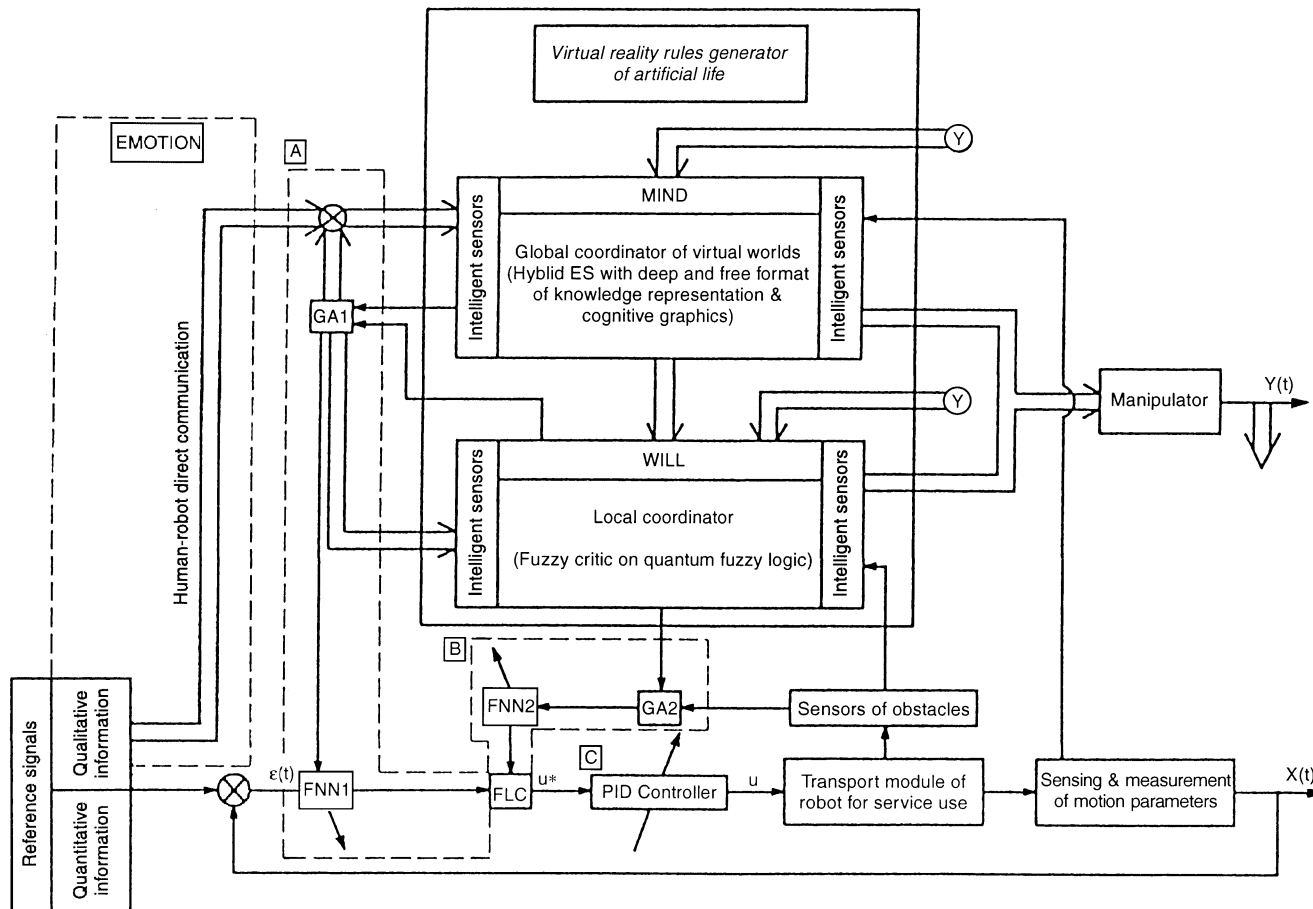 Virtual reality rules generator
of artificial life
EMOTION
A
Y
MIND
Intelligent sensors
Global coordinator of virtual worlds
(Hyblid ES with deep and free format
of knowledge representation &
cognitive graphics)
Intelligent sensors
GA1
Human-robot direct communication
Y
Manipulator
Y(t)
WILL
Intelligent sensors
Local coordinator
(Fuzzy critic on quantum fuzzy logic)
Intelligent sensors
B
FNN2
GA2
Sensors of obstacles
Reference signals
Qualitative
information
Quantitative
information
ε(t)
FNN1
FLC
u*
C
PID Controller
u
Transport module of
robot for service use
Sensing & measurement
of motion parameters
X(t)